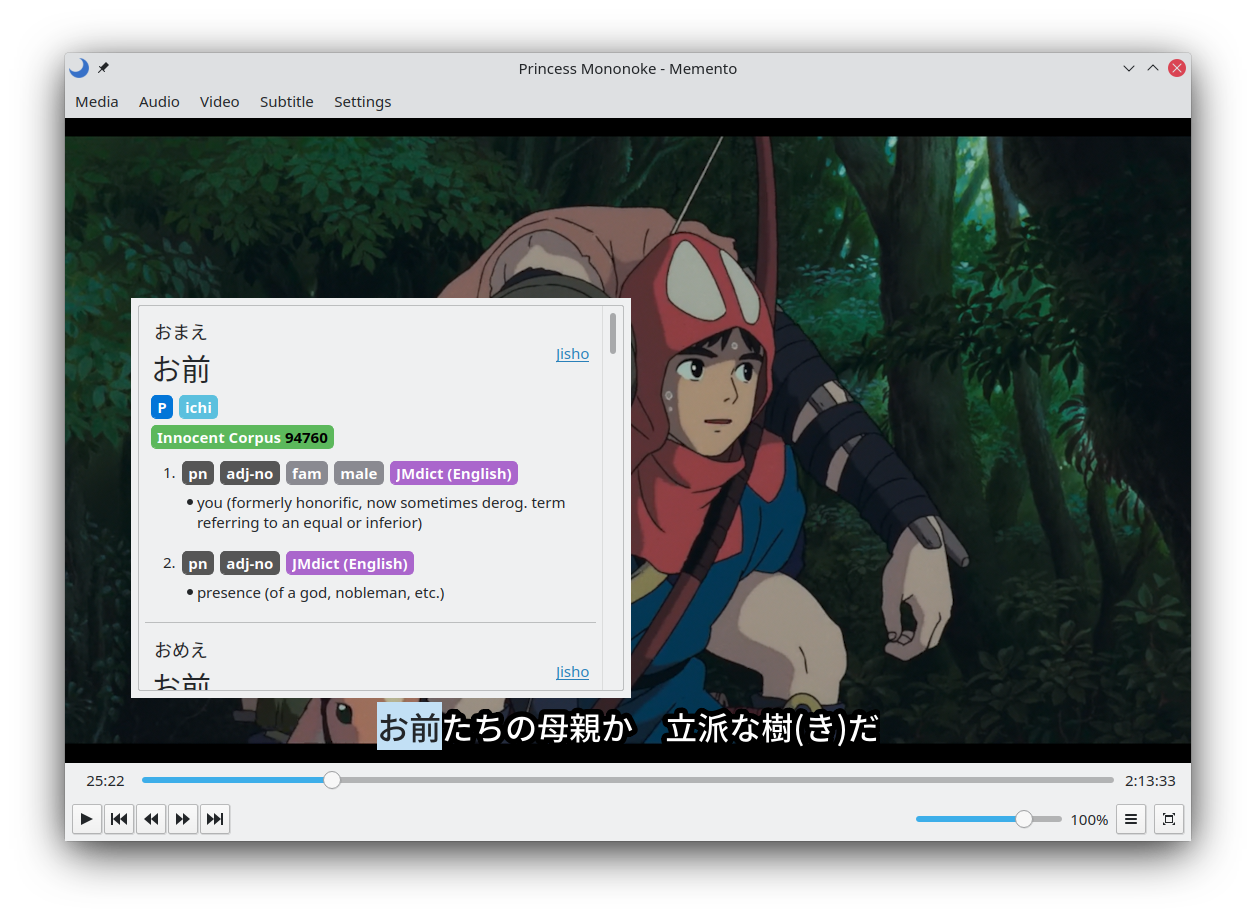 Princess Mononoke - Memento
Media Audio Video Subtitle Settings
おまえ
お前
Jisho
P ichi
Innocent Corpus 94760
1. pn adj-no fam male JMdict (English)
• you (formerly honorific, now sometimes derog. term
referring to an equal or inferior)
2. pn adj-no JMdict (English)
• presence (of a god, nobleman, etc.)
おめえ
お前
Jisho
お前たちの母親か　立派な樹(き)だ
25:22 2:13:33
100%